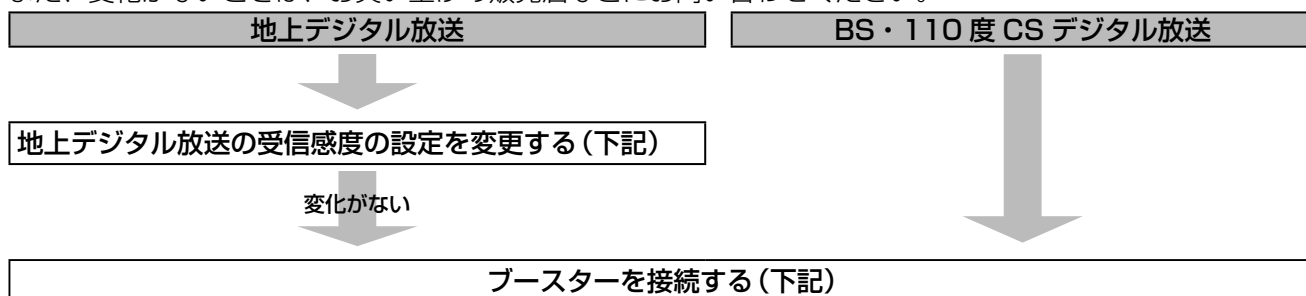 地上デジタル放送
BS・110度CSデジタル放送
地上デジタル放送の受信感度の設定を変更する（下記）
変化がない
ブースターを接続する（下記）